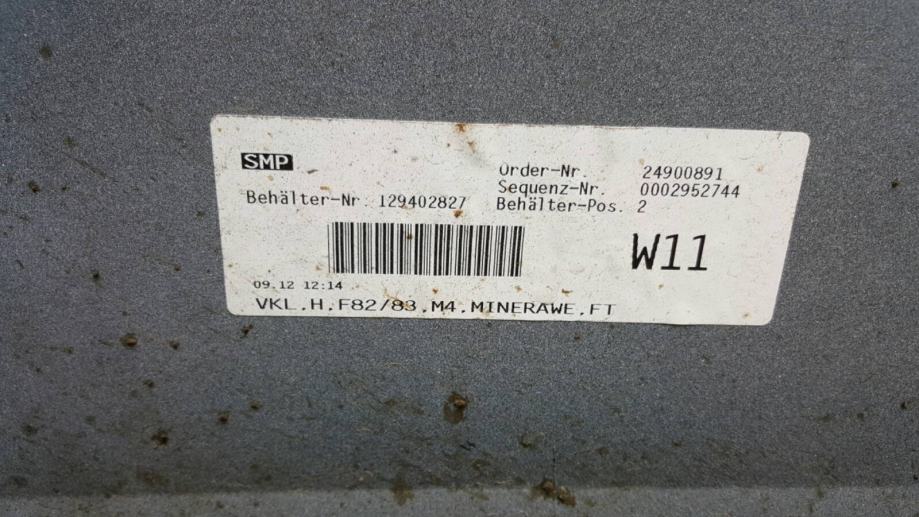 SMP
Order-Nr. 24900891
Sequenz-Nr. 0002952744
Behälter-Nr. 129402827
Behälter-Pos. 2
W11
09.12 12:14
VKL.H.F82/83.M4.MINERAWE.FT